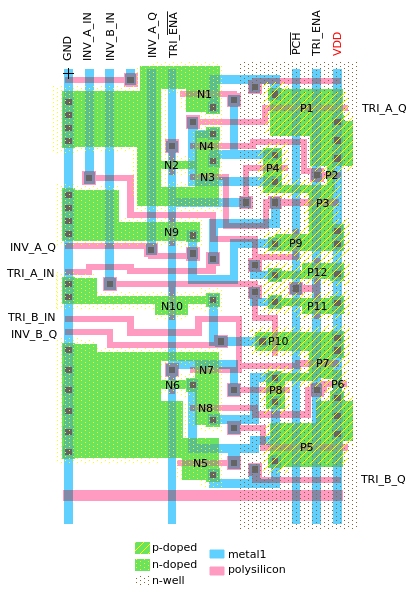 GND INV_A_IN INV_B_IN INV_A_Q TRI_ENA PCH TRI_ENA VDD
N1 P1 TRI_A_Q
N4
N2 P4
N3 P2
P3
N9
INV_A_Q P9
TRI_A_IN P12
N10 P11
TRI_B_IN
INV_B_Q P10
N7 P7
N6 P8 P6
N8
P5
N5
TRI_B_Q
p-doped
n-doped metal1
n-well polysilicon